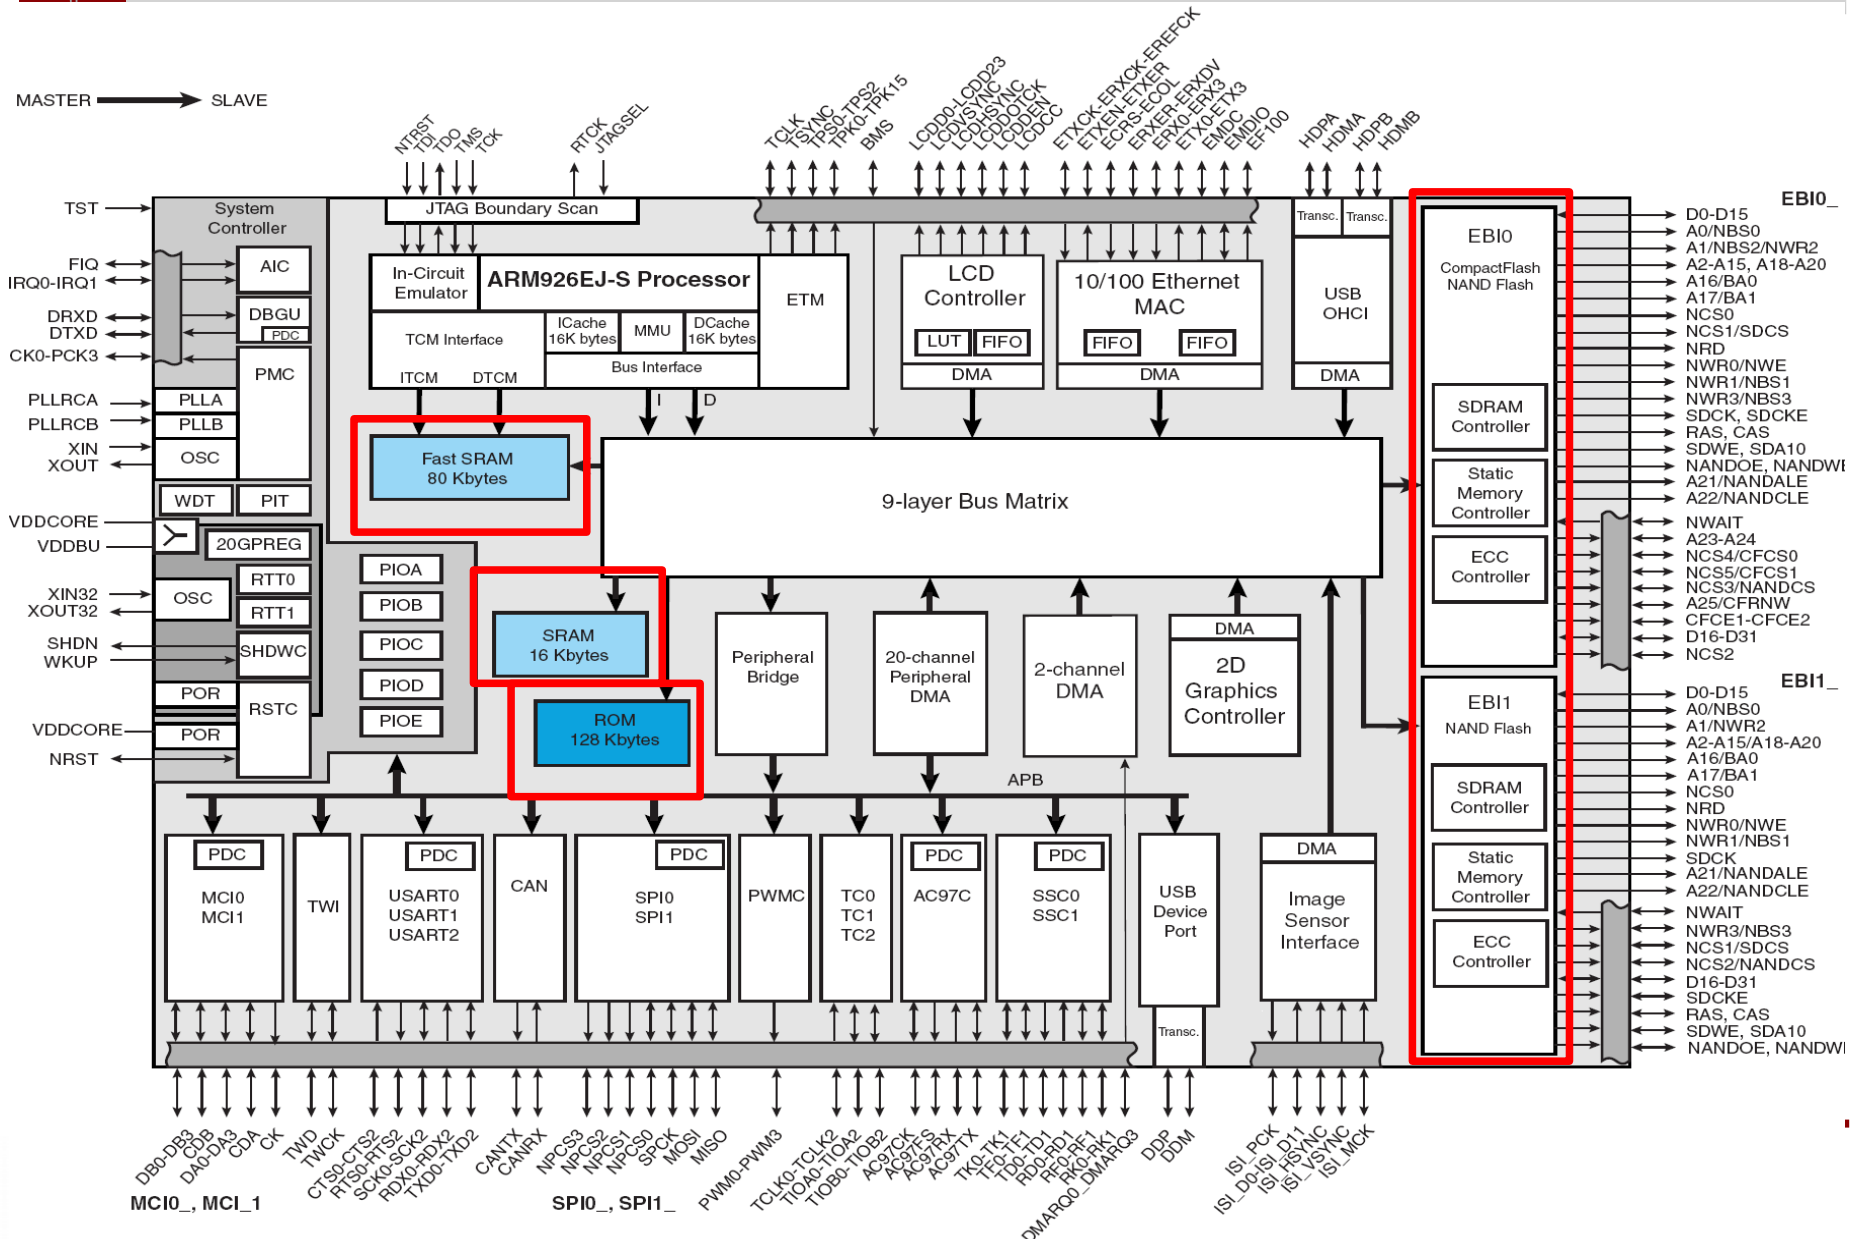 MASTER
SLAVE
NTRST
TDI
TDO
TMS
TCK
RTCK
JTAGSEL
TCLK
TSYNC
TPS0-TPS2
TPK0-TPK15
BMS
LCDD0-LCDD23
LCDVSYNC
LCDHSYNC
LCDDOTCK
LCDDEN
LCDCC
ETXCK-ERXCK-EREFCK
ETXEN-ETXER
ECRS-ECOL
ERXER-ERXDV
ERX0-ERX3
ETX0-ETX3
EMDC
EMDIO
EF100
HDPA
HDMA
HDPB
HDMB
TST
FIQ
IRQ0-IRQ1
DRXD
DTXD
CK0-PCK3
PLLRCA
PLLRCB
XIN
XOUT
VDDCORE
VDDBU
XIN32
XOUT32
SHDN
WKUP
VDDCORE
NRST
System
Controller
AIC
DBGU
PDC
PMC
PLLA
PLLB
OSC
WDT
PIT
20GPREG
OSC
RTT0
RTT1
SHDWC
POR
RSTC
POR
PIOA
PIOB
PIOC
PIOD
PIOE
JTAG Boundary Scan
In-Circuit
Emulator
ARM926EJ-S Processor
TCM Interface
ITCM
DTCM
ICache
16K bytes
MMU
DCache
16K bytes
Bus Interface
I
D
ETM
LCD
Controller
LUT
FIFO
DMA
10/100 Ethernet
MAC
FIFO
FIFO
DMA
Transc.
Transc.
USB
OHCI
DMA
Fast SRAM
80 Kbytes
9-layer Bus Matrix
SRAM
16 Kbytes
ROM
128 Kbytes
Peripheral
Bridge
20-channel
Peripheral
DMA
2-channel
DMA
DMA
2D
Graphics
Controller
APB
EBI0
CompactFlash
NAND Flash
SDRAM
Controller
Static
Memory
Controller
ECC
Controller
EBI1
NAND Flash
SDRAM
Controller
Static
Memory
Controller
ECC
Controller
EBI0_
D0-D15
A0/NBS0
A1/NBS2/NWR2
A2-A15, A18-A20
A16/BA0
A17/BA1
NCS0
NCS1/SDCS
NRD
NWR0/NWE
NWR1/NBS1
NWR3/NBS3
SDCK, SDCKE
RAS, CAS
SDWE, SDA10
NANDOE, NANDWE
A21/NANDALE
A22/NANDCLE
NWAIT
A23-A24
NCS4/CFCS0
NCS5/CFCS1
NCS3/NANDCS
A25/CFRNW
CFCE1-CFCE2
D16-D31
NCS2
EBI1_
D0-D15
A0/NBS0
A1/NWR2
A2-A15/A18-A20
A16/BA0
A17/BA1
NCS0
NRD
NWR0/NWE
NWR1/NBS1
SDCK
A21/NANDALE
A22/NANDCLE
NWAIT
NWR3/NBS3
NCS1/SDCS
NCS2/NANDCS
D16-D31
SDCKE
RAS, CAS
SDWE, SDA10
NANDOE, NANDW
PDC
MCI0
MCI1
TWI
PDC
USART0
USART1
USART2
CAN
PDC
SPI0
SPI1
PWMC
TC0
TC1
TC2
PDC
AC97C
PDC
SSC0
SSC1
USB
Device
Port
Transc.
DMA
Image
Sensor
Interface
DB0-DB3
CDB
DA0-DA3
CDA
CK
TWD
TWCK
CTS0-CTS2
RTS0-RTS2
SCK0-SCK2
RDX0-RDX2
TXD0-TXD2
CANTX
CANRX
NPCS3
NPCS2
NPCS1
NPCS0
SPCK
MOSI
MISO
PWM0-PWM3
TCLK0-TCLK2
TIOA0-TIOA2
TIOB0-TIOB2
AC97CK
AC97FS
AC97RX
AC97TX
TK0-TK1
TF0-TF1
TD0-TD1
RD0-RD1
RF0-RF1
RK0-RK1
DMARQ0_DMARQ3
DDP
DDM
ISI_PCK
ISI_D0-ISI_D11
ISI_HSYNC
ISI_VSYNC
ISI_MCK
MCI0_, MCI_1
SPI0_, SPI1_